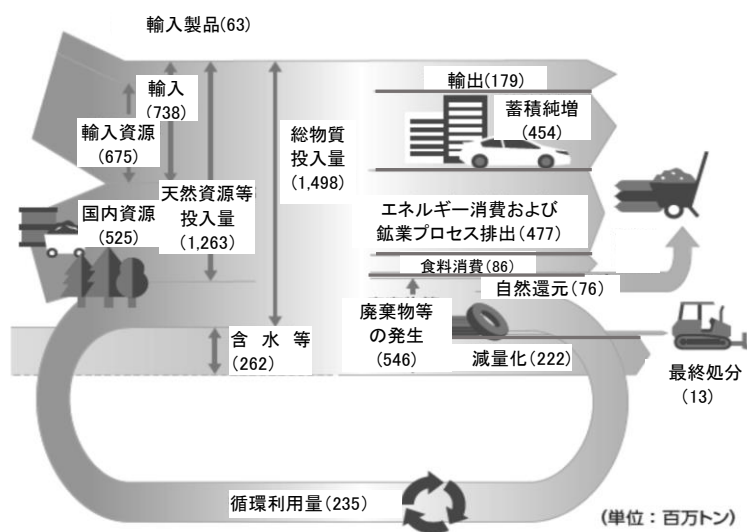 輸入製品(63)
輸入
(738)
輸入資源
(675)
国内資源
(525)
天然資源等
投入量
(1,263)
総物質
投入量
(1,498)
含水等
(262)
輸出(179)
蓄積純増
(454)
エネルギー消費および
鉱業プロセス排出(477)
食料消費(86)
自然還元(76)
廃棄物等
の発生
(546)
減量化(222)
最終処分
(13)
循環利用量(235)
(単位：百万トン)